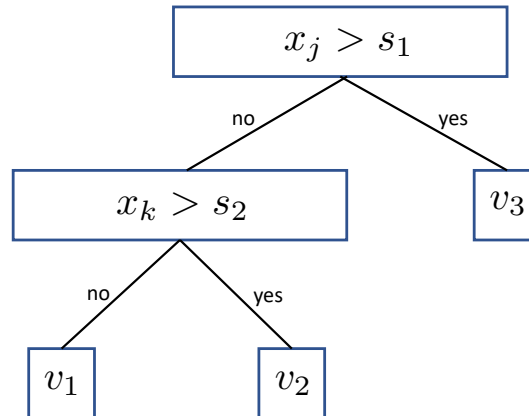 x_j > s_1
no yes
x_k > s_2
v_3
no yes
v_1 v_2